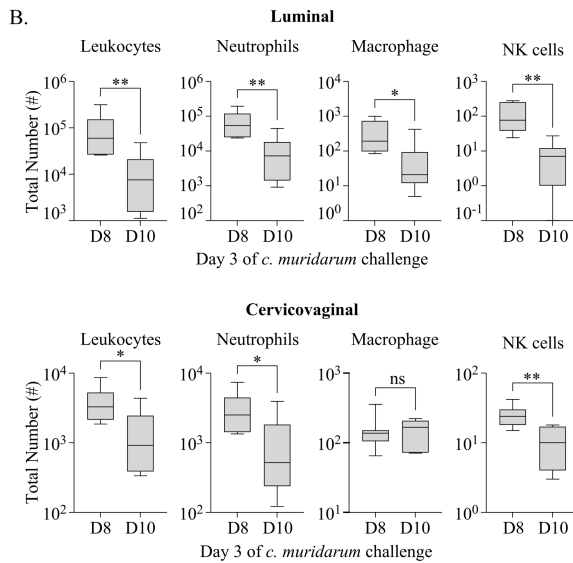 B.
Luminal
Leukocytes Neutrophils Macrophage NK cells
Total Number (#)
10⁶ 10⁶ 10⁴ 10³
** ** * **
10⁵ 10⁵ 10³ 10²
10⁴ 10⁴ 10² 10¹
10³ 10¹ 10⁰
10³ 10² 10⁰ 10⁻¹
D8 D10 D8 D10 D8 D10 D8 D10
Day 3 of c. muridarum challenge
Cervicovaginal
Leukocytes Neutrophils Macrophage NK cells
Total Number (#)
* * ns **
10⁴ 10⁴ 10³ 10²
10³ 10³ 10² 10¹
10² 10² 10¹ 10⁰
D8 D10 D8 D10 D8 D10 D8 D10
Day 3 of c. muridarum challenge